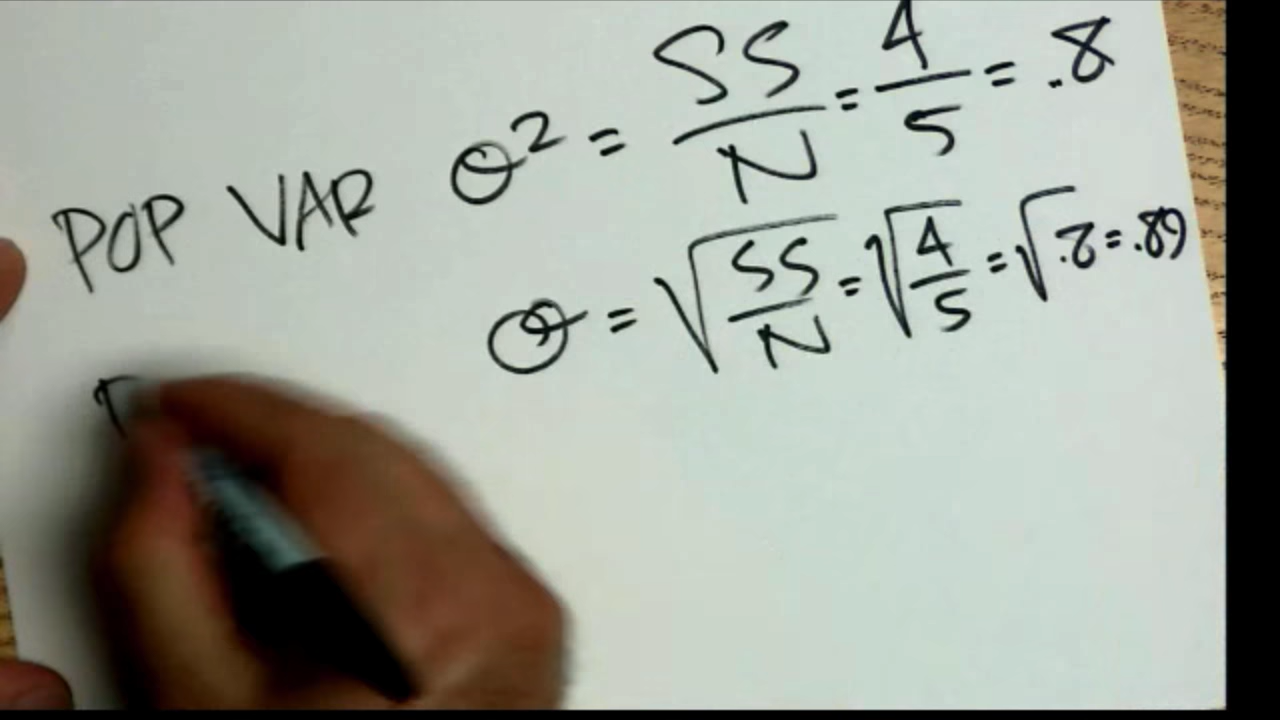 POP VAR σ² = SS/N = 4/5 = .8
σ = √SS/N = √4/5 = √.8 = .89